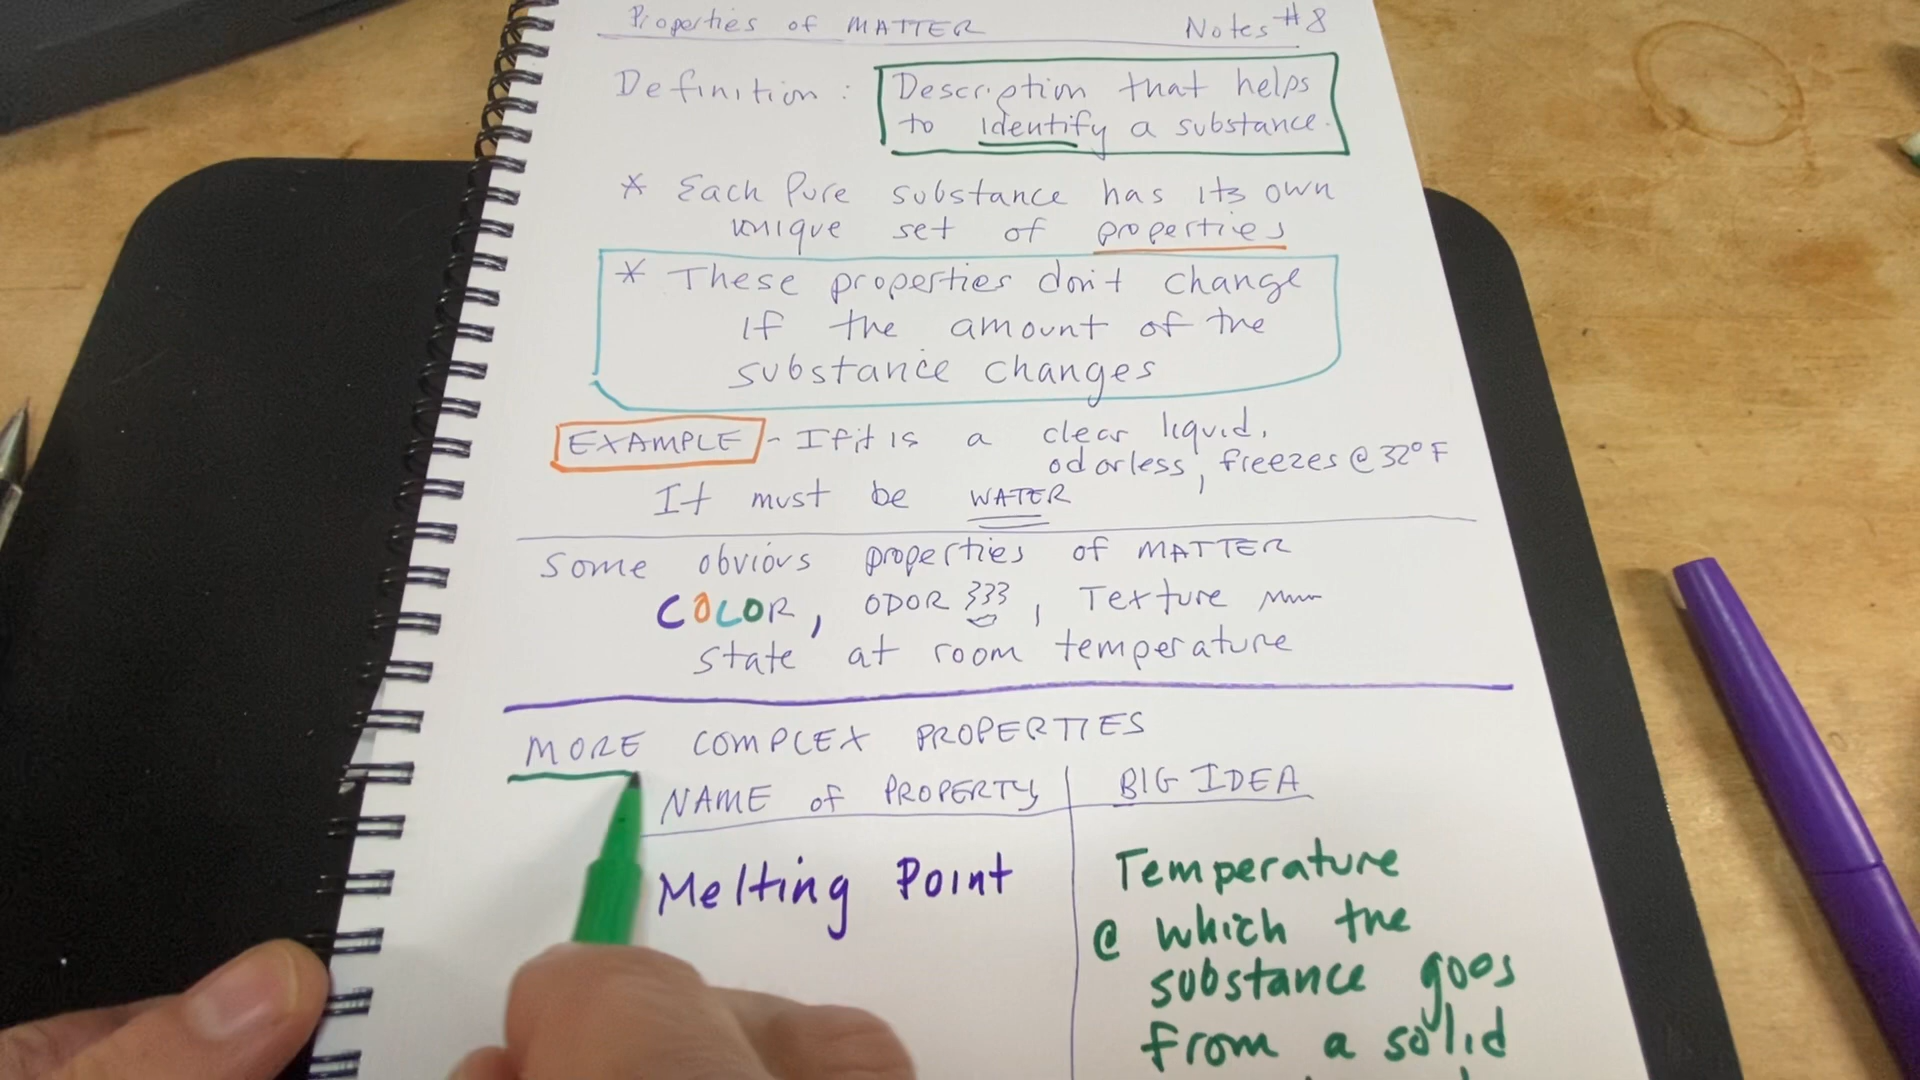 Properties of MATTER Notes #8
Definition: Description that helps
to identify a substance.
* Each Pure substance has its own
unique set of properties
* These properties don't change
if the amount of the
substance changes
EXAMPLE - If it is a clear liquid,
odorless, freezes @ 32° F
It must be WATER
Some obvious properties of MATTER
COLOR, ODOR, Texture
state at room temperature
MORE COMPLEX PROPERTIES
NAME of PROPERTY BIG IDEA
Melting Point Temperature
@ which the
substance goes
from a solid